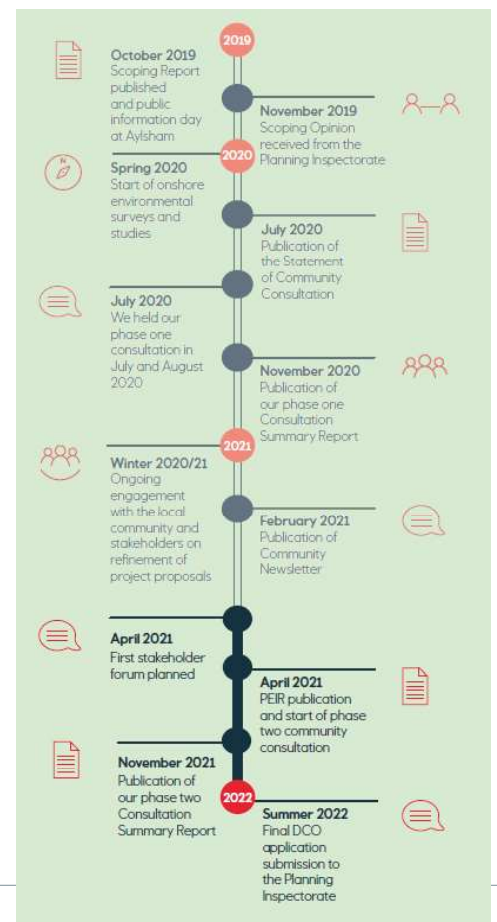 2019
October 2019
Scoping Report
published
and public
information day
at Aylsham
November 2019
Scoping Opinion
received from the
Planning Inspectorate
2020
Spring 2020
Start of onshore
environmental
surveys and
studies
July 2020
Publication of
the Statement
of Community
Consultation
July 2020
We held our
phase one
consultation in
July and August
2020
November 2020
Publication of
our phase one
Consultation
Summary Report
2021
Winter 2020/21
Ongoing
engagement
with the local
community and
stakeholders on
refinement of
project proposals
February 2021
Publication of
Community
Newsletter
April 2021
First stakeholder
forum planned
April 2021
PEIR publication
and start of phase
two community
consultation
November 2021
Publication of
our phase two
Consultation
Summary Report
2022
Summer 2022
Final DCO
application
submission to
the Planning
Inspectorate
N